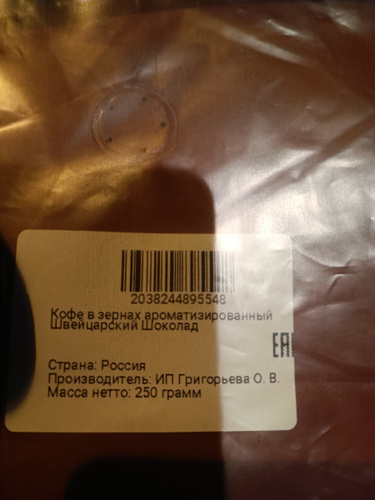 2038244895548
Кофе в зернах ароматизированный
Швейцарский Шоколад
EAC
Страна: Россия
Производитель: ИП Григорьева О. В.
Масса нетто: 250 грамм